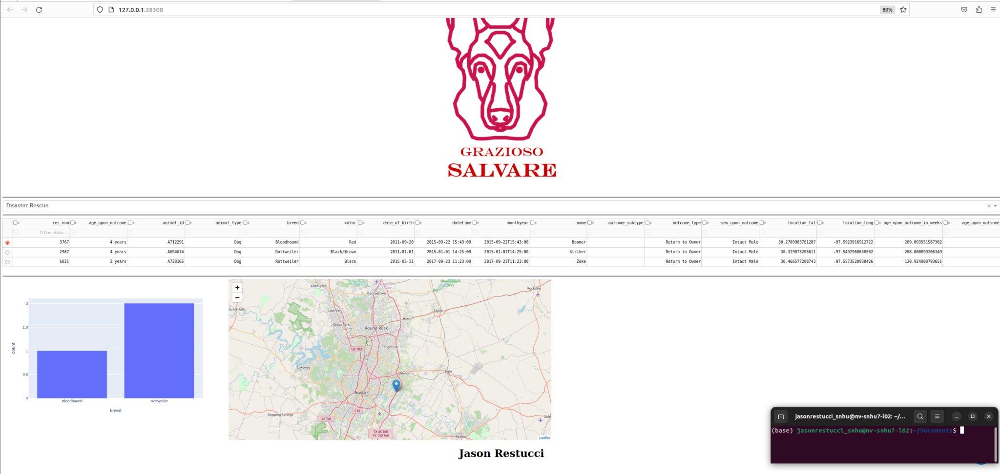 127.0.0.1:28308
80%
GRAZIOSO
SALVARE
Disaster Rescue
rec_num age_upon_outcome animal_id animal_type breed color date_of_birth datetime monthyear name outcome_subtype outcome_type sex_upon_outcome location_lat location_long age_upon_outcome_in_weeks age_upon_outsome
filter data...
3767 4 years A712291 Dog Bloodhound Red 2011-09-20 2015-09-22 15:43:00 2015-09-22T15:43:00 Boomer Return to Owner Intact Male 30.2709983761287 -97.5923916912722 209.093551587302
2987 4 years A694614 Dog Rottweiler Black/Brown 2011-01-01 2015-01-01 14:25:00 2015-01-01T14:25:00 Striker Return to Owner Intact Male 30.329873203611 -97.5492968638502 208.800099206349
6021 2 years A728165 Dog Rottweiler Black 2015-05-31 2017-09-23 11:23:00 2017-09-23T11:23:00 Zeke Return to Owner Intact Male 30.466577208743 -97.5573520930426 120.924900793651
2
1.5
1
0.5
0
count
Bloodhound Rottweiler
breed
+
−
Liberty Hill
Management
Area
County
Georgetown
Rockdale
Marble Falls
Leander
Taylor
Hutto
Cedar Park
Round Rock
US 183
Pflugerville
Lakeway
Travis County
Manor
Elgin
Austin
I 35
Dripping Springs
45 Toll
TX 45 Toll
TX 130 Toll
Bastrop
Leaflet
Jason Restucci
jasonrestucci_snhu@nv-snhu7-l02: ~/...
(base) jasonrestucci_snhu@nv-snhu7-l02:~/Documents$